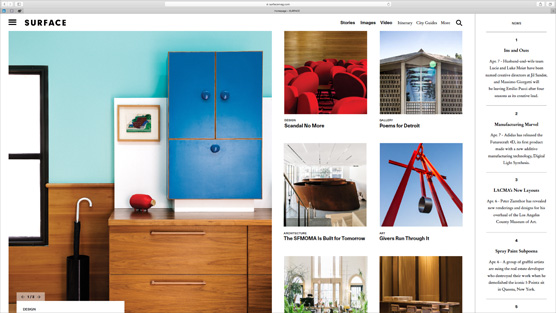 surfacemag.com
Homepage - SURFACE
SURFACE
Stories Images Video Itinerary City Guides More
1/3
DESIGN
DESIGN
Scandal No More
GALLERY
Poems for Detroit
ARCHITECTURE
The SFMOMA Is Built for Tomorrow
ART
Givers Run Through It
NEWS
1
Ins and Outs
Apr. 7 - Husband-and-wife team
Lucie and Luke Meier have been
named creative directors at Jil Sander,
and Massimo Giorgetti will
be leaving Emilio Pucci after four
seasons as its creative lead.
2
Manufacturing Marvel
Apr. 7 - Adidas has released the
Futurecraft 4D, its first product
made with a new additive
manufacturing technology, Digital
Light Synthesis.
3
LACMA's New Layouts
Apr. 6 - Peter Zumthor has created
new renderings and designs for his
overhaul of the Los Angeles
County Museum of Art.
4
Spray Paint Subpoena
Apr. 6 - A group of graffiti artists
are suing the real estate developer
who destroyed their work when he
demolished the iconic 5 Pointz site
in Queens, New York.
5